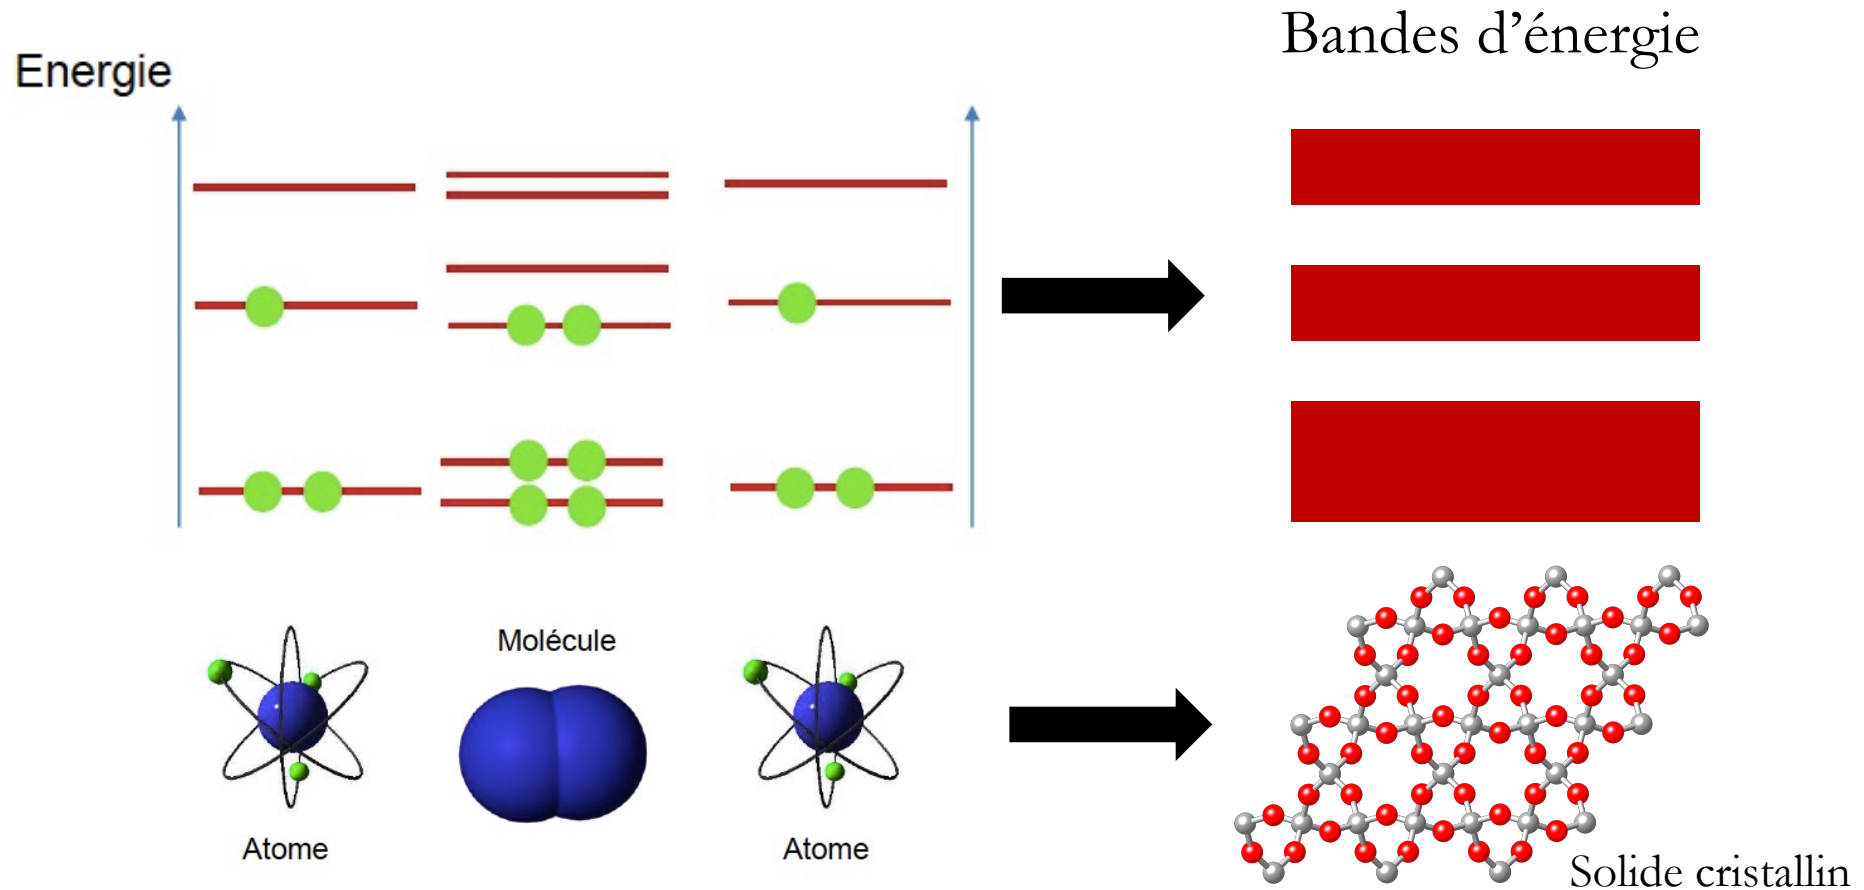 Bandes d’énergie
Energie
Molécule
Atome
Atome
Solide cristallin